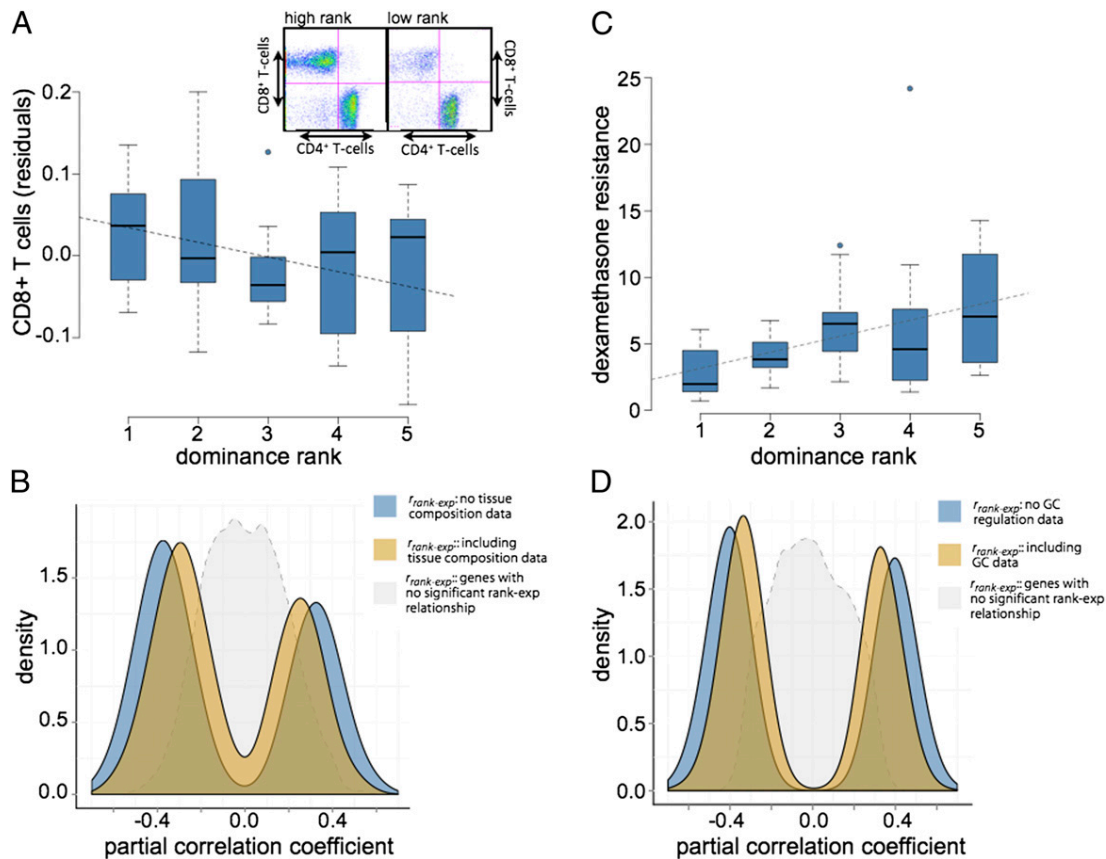 A
high rank
low rank
CD8⁺ T-cells
CD8⁺ T-cells
CD4⁺ T-cells
CD4⁺ T-cells
CD8+ T cells (residuals)
0.2
0.1
0.0
-0.1
1 2 3 4 5
dominance rank
C
dexamethasone resistance
25
20
15
10
5
0
1 2 3 4 5
dominance rank
B
density
1.5
1.0
0.5
0.0
-0.4 0.0 0.4
partial correlation coefficient
rrank-exp: no tissue
composition data
rrank-exp:: including
tissue composition data
rrank-exp:: genes with
no significant rank-exp
relationship
D
density
2.0
1.5
1.0
0.5
0.0
-0.4 0.0 0.4
partial correlation coefficient
rrank-exp: no GC
regulation data
rrank-exp:: including
GC data
rrank-exp:: genes with
no significant rank-exp
relationship